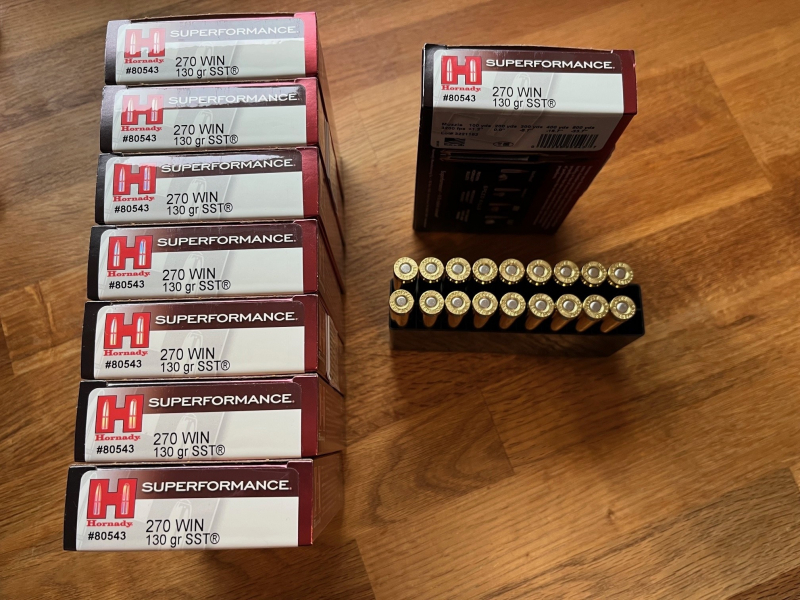 SUPERFORMANCE®
Hornady
#80543
270 WIN
130 gr SST®
SUPERFORMANCE®
Hornady
#80543
270 WIN
130 gr SST®
SUPERFORMANCE®
Hornady
#80543
270 WIN
130 gr SST®
SUPERFORMANCE®
Hornady
#80543
270 WIN
130 gr SST®
SUPERFORMANCE®
Hornady
#80543
270 WIN
130 gr SST®
SUPERFORMANCE®
Hornady
#80543
270 WIN
130 gr SST®
SUPERFORMANCE®
Hornady
#80543
270 WIN
130 gr SST®
SUPERFORMANCE®
Hornady
#80543
270 WIN
130 gr SST®